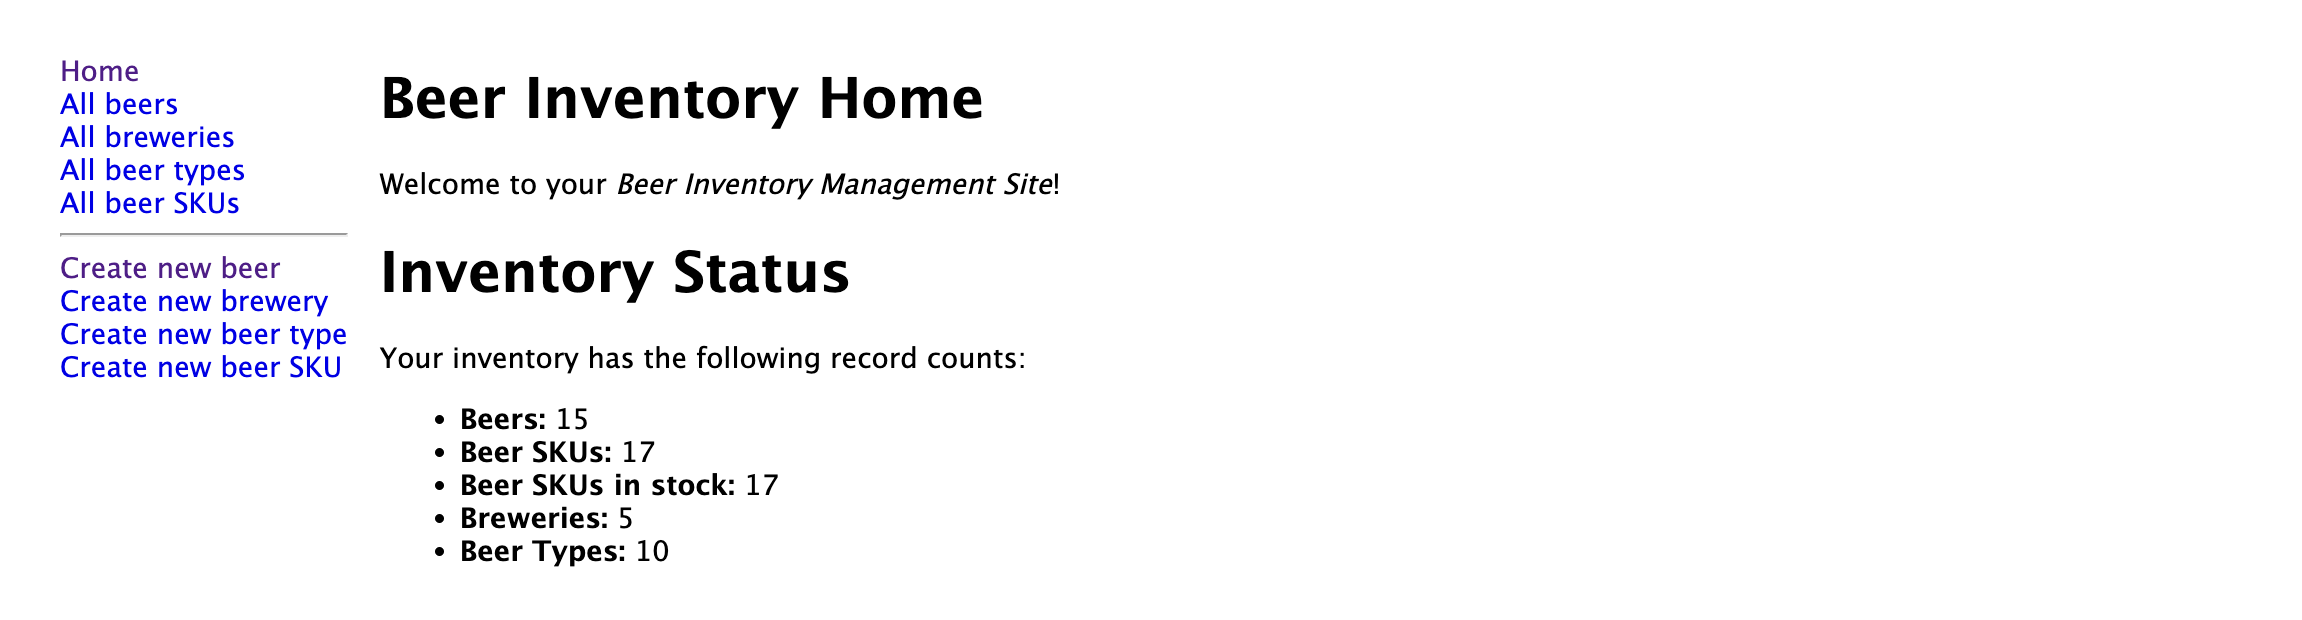 Home
All beers
All breweries
All beer types
All beer SKUs
Create new beer
Create new brewery
Create new beer type
Create new beer SKU
Beer Inventory Home
Welcome to your Beer Inventory Management Site!
Inventory Status
Your inventory has the following record counts:
• Beers: 15
• Beer SKUs: 17
• Beer SKUs in stock: 17
• Breweries: 5
• Beer Types: 10